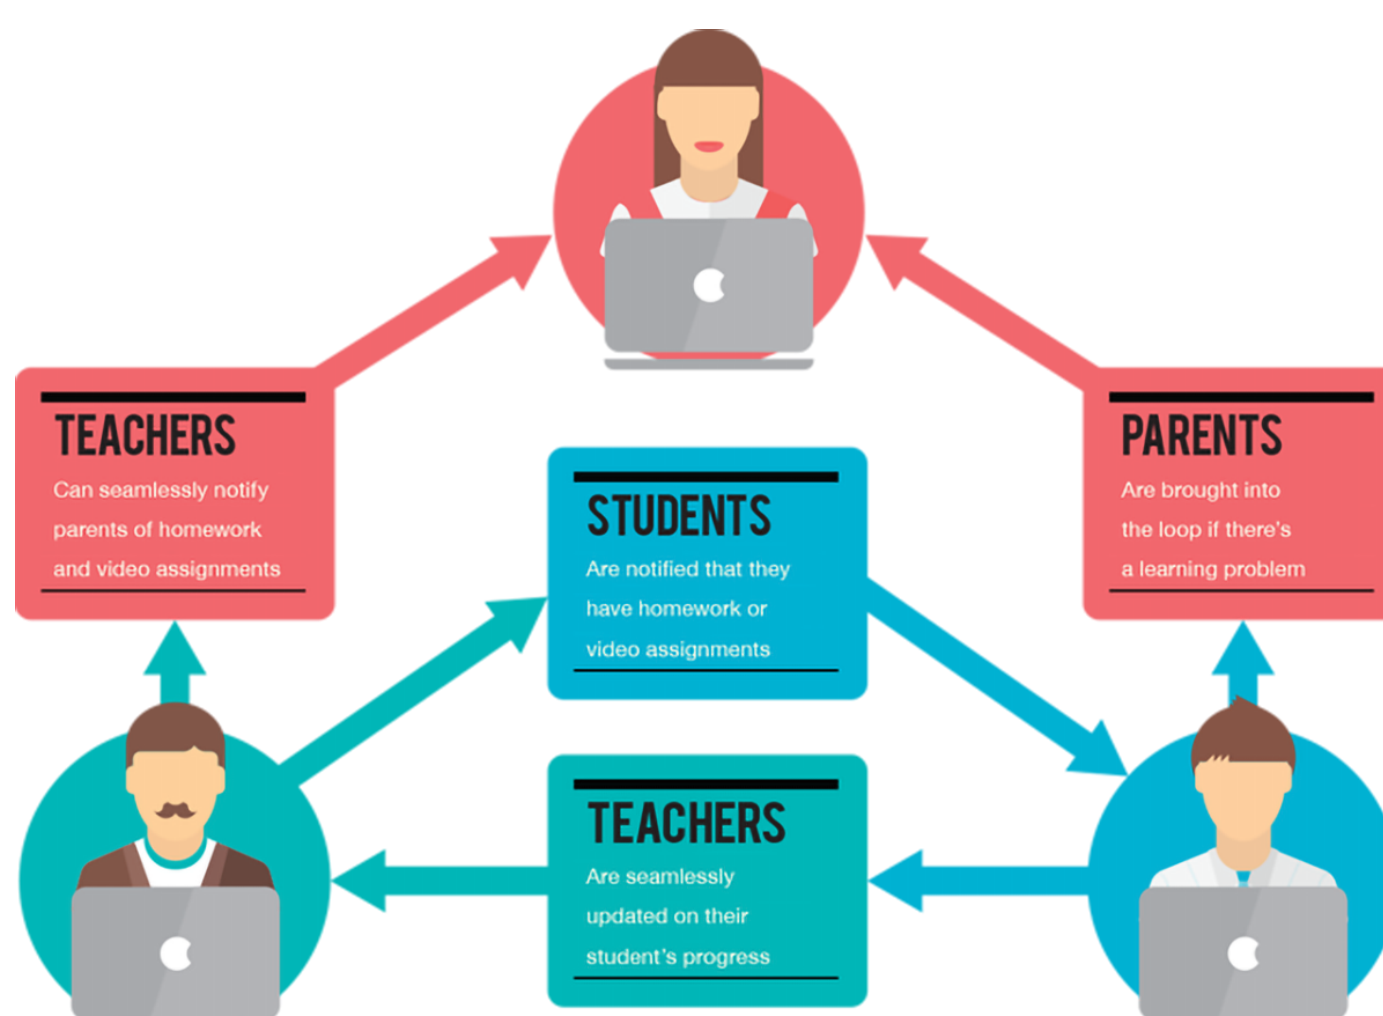 TEACHERS
Can seamlessly notify
parents of homework
and video assignments
PARENTS
Are brought into
the loop if there's
a learning problem
STUDENTS
Are notified that they
have homework or
video assignments
TEACHERS
Are seamlessly
updated on their
student's progress